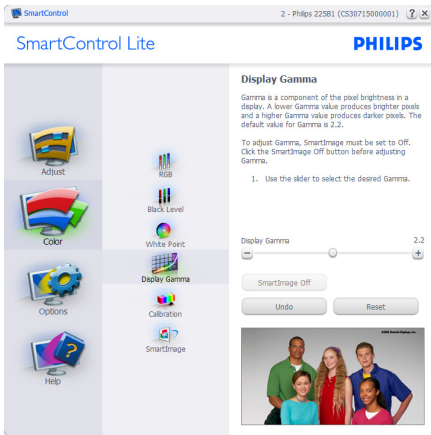 SmartControl
2 - Philips 225B1 (CS30715000001)
? ×
SmartControl Lite
PHILIPS
Adjust
Color
Options
Help
RGB
Black Level
White Point
Display Gamma
Calibration
SmartImage
Display Gamma
Gamma is a component of the pixel brightness in a
display. A lower Gamma value produces brighter pixels
and a higher Gamma value produces darker pixels. The
default value for Gamma is 2.2.
To adjust Gamma, SmartImage must be set to Off.
Click the SmartImage Off button before adjusting
Gamma.
1. Use the slider to select the desired Gamma.
Display Gamma 2.2
SmartImage Off
Undo Reset